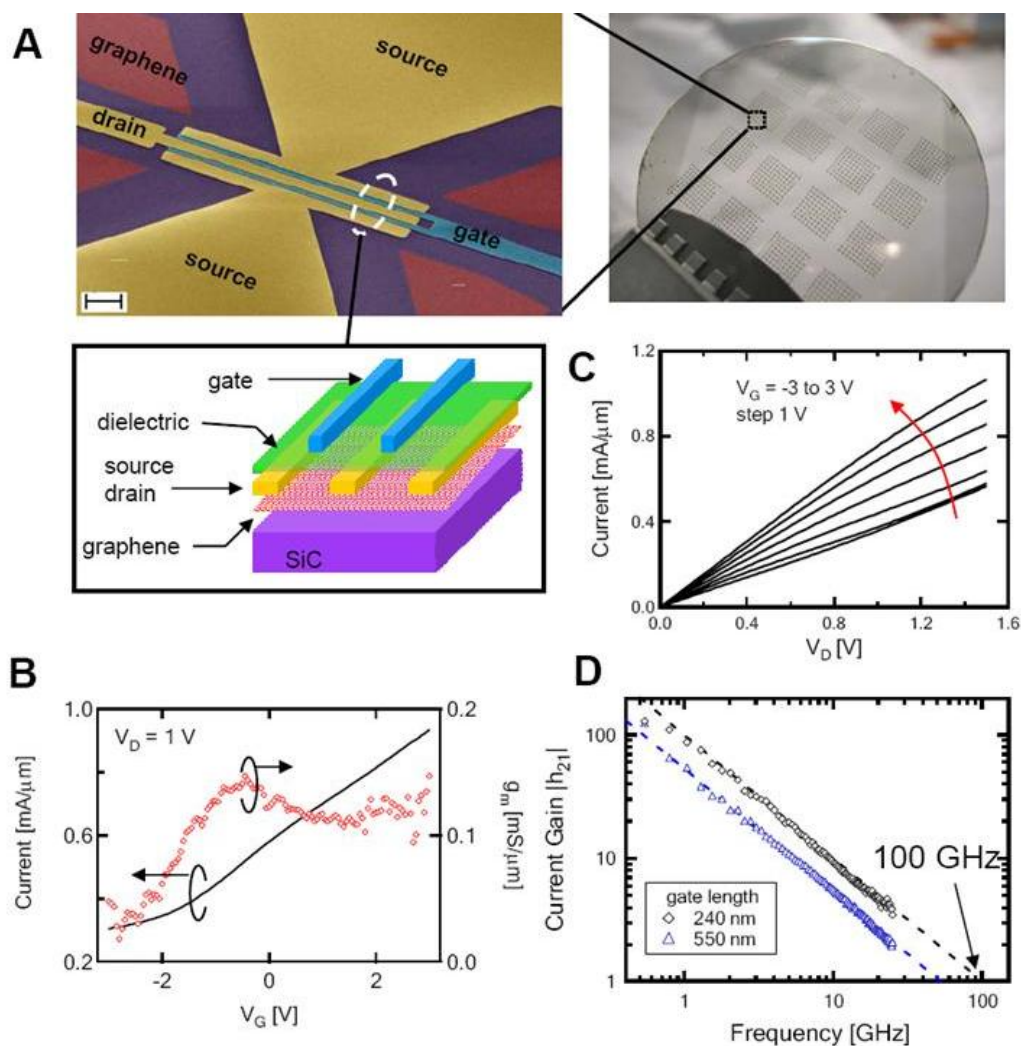 A
graphene
source
drain
gate
source
gate
dielectric
source
drain
graphene
SiC
C
V_G = -3 to 3 V
step 1 V
Current [mA/μm]
1.2
0.8
0.4
0.0
0.0 0.4 0.8 1.2 1.6
V_D [V]
B
V_D = 1 V
Current [mA/μm]
1.0
0.6
0.2
0.2
0.1
0.0
g_m [mS/μm]
-2 0 2
V_G [V]
D
Current Gain |h_21|
100
10
1
100 GHz
gate length
240 nm
550 nm
1 10 100
Frequency [GHz]